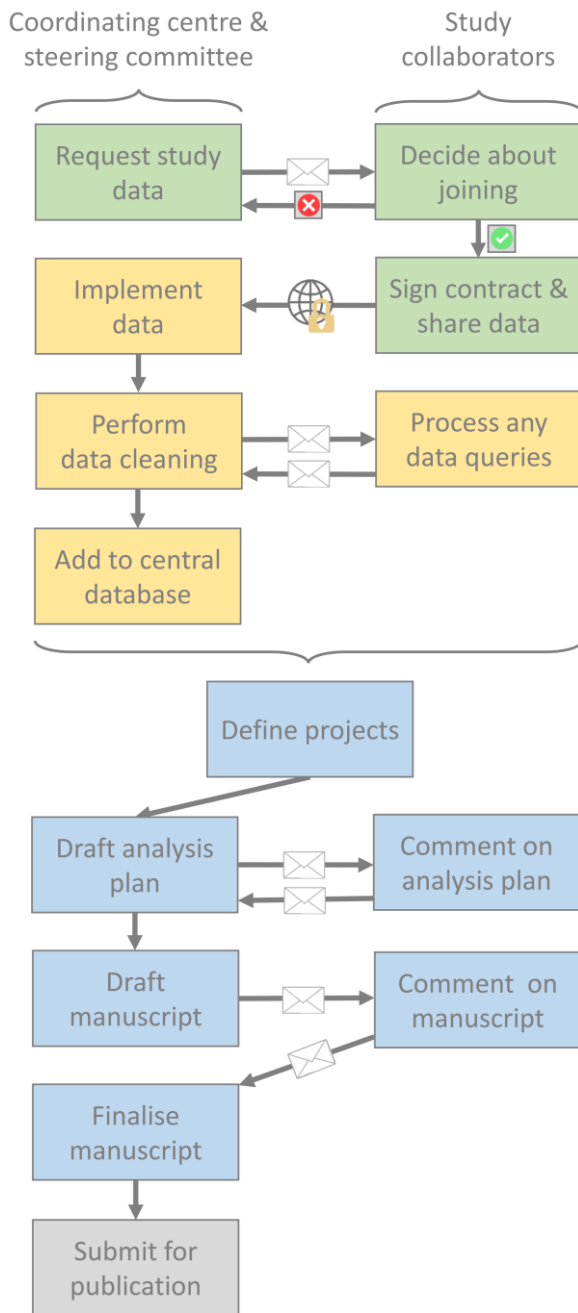 Coordinating centre &
steering committee
Study
collaborators
Request study
data
Decide about
joining
Implement
data
Sign contract &
share data
Perform
data cleaning
Process any
data queries
Add to central
database
Define projects
Draft analysis
plan
Comment on
analysis plan
Draft
manuscript
Comment on
manuscript
Finalise
manuscript
Submit for
publication